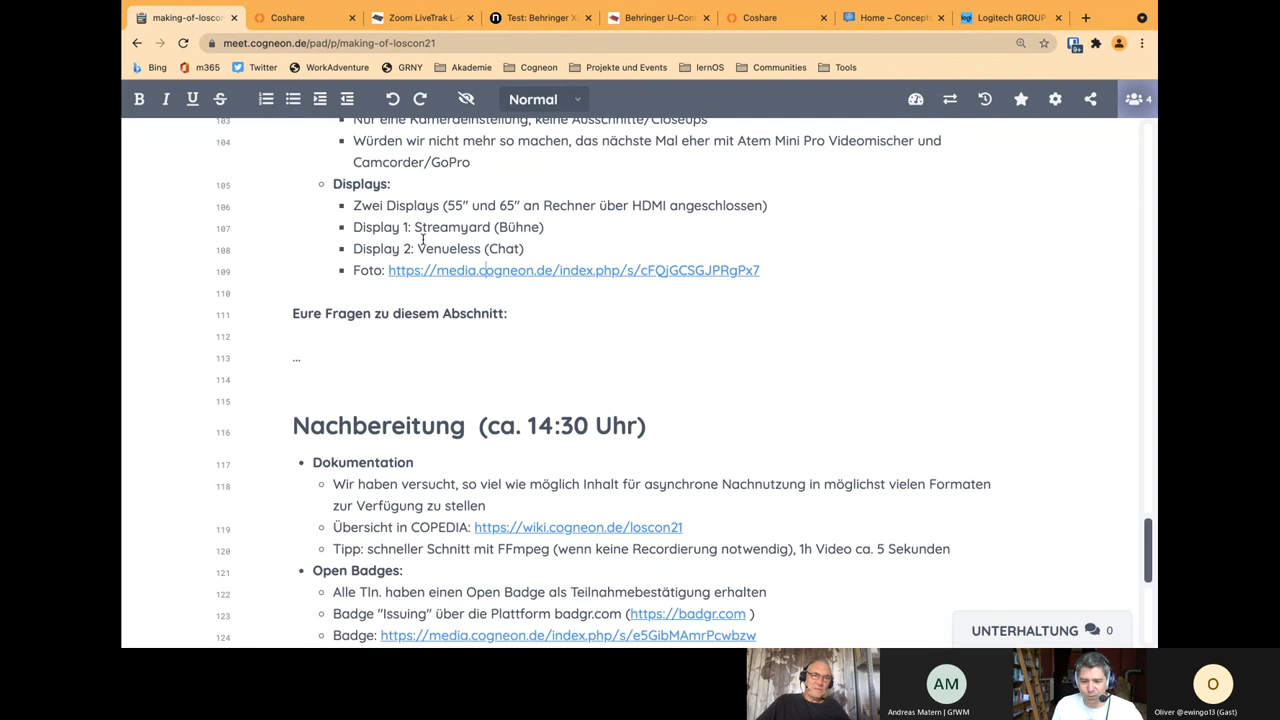 making-of-loscon
Coshare
Zoom LiveTrak L-
Test: Behringer X
Behringer U-Con
Coshare
Home – Concept
Logitech GROUP
meet.cogneon.de/pad/p/making-of-loscon21
9+
Bing
m365
Twitter
WorkAdventure
GRNY
Akademie
Cogneon
Projekte und Events
lernOS
Communities
Tools
B I U S
Normal
4
103 Nur eine Kameraeinstellung, keine Ausschnitte/Closeups
104 Würden wir nicht mehr so machen, das nächste Mal eher mit Atem Mini Pro Videomischer und
Camcorder/GoPro
105 Displays:
106 Zwei Displays (55" und 65" an Rechner über HDMI angeschlossen)
107 Display 1: Streamyard (Bühne)
108 Display 2: Venueless (Chat)
109 Foto: https://media.cogneon.de/index.php/s/cFQjGCSGJPRgPx7
110
111 Eure Fragen zu diesem Abschnitt:
112
113 ...
114
115
116 Nachbereitung (ca. 14:30 Uhr)
117 Dokumentation
118 Wir haben versucht, so viel wie möglich Inhalt für asynchrone Nachnutzung in möglichst vielen Formaten
zur Verfügung zu stellen
119 Übersicht in COPEDIA: https://wiki.cogneon.de/loscon21
120 Tipp: schneller Schnitt mit FFmpeg (wenn keine Recordierung notwendig), 1h Video ca. 5 Sekunden
121 Open Badges:
122 Alle Tln. haben einen Open Badge als Teilnahmebestätigung erhalten
123 Badge "Issuing" über die Plattform badgr.com (https://badgr.com )
124 Badge: https://media.cogneon.de/index.php/s/e5GibMAmrPcwbzw
UNTERHALTUNG 0
AM
Andreas Matern | GfWM
O
Oliver @ewingo13 (Gast)